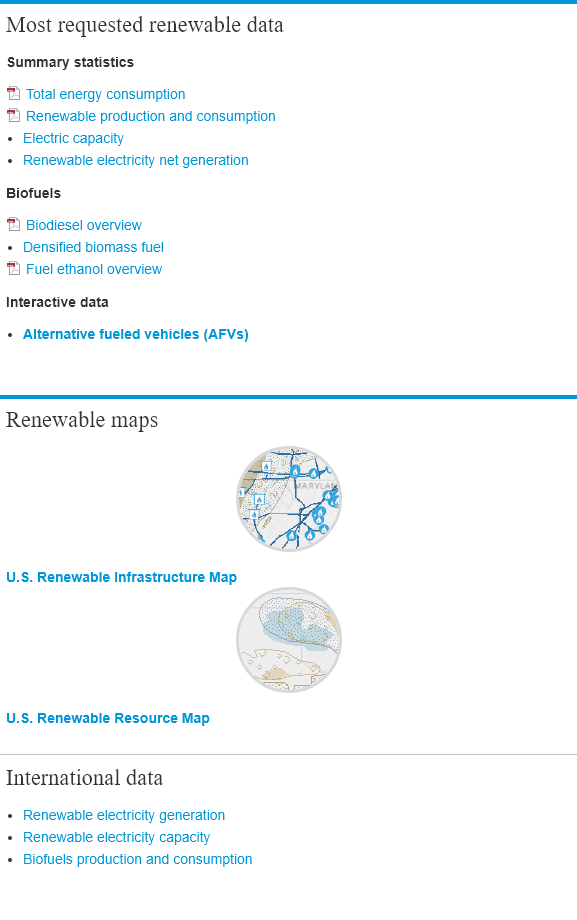 Most requested renewable data
Summary statistics
Total energy consumption
Renewable production and consumption
Electric capacity
Renewable electricity net generation
Biofuels
Biodiesel overview
Densified biomass fuel
Fuel ethanol overview
Interactive data
Alternative fueled vehicles (AFVs)
Renewable maps
MARYLAN
U.S. Renewable Infrastructure Map
U.S. Renewable Resource Map
International data
Renewable electricity generation
Renewable electricity capacity
Biofuels production and consumption